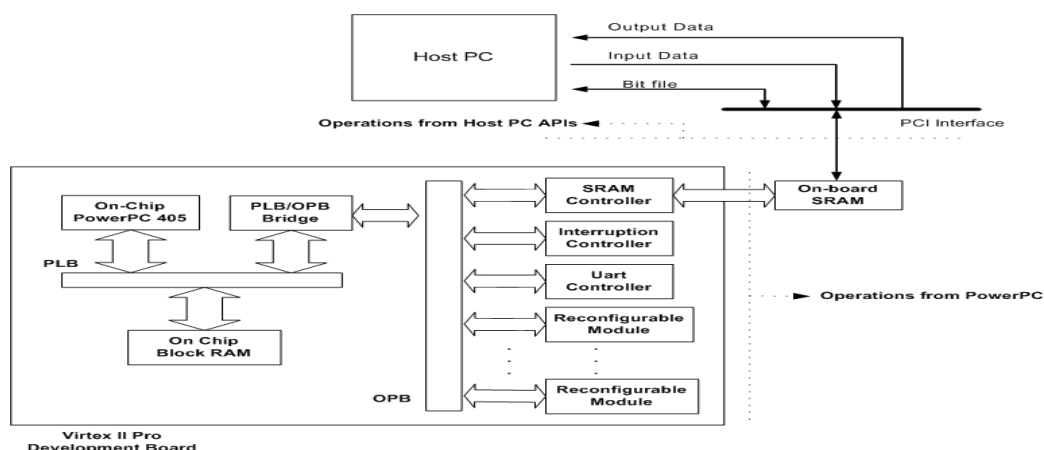 Output Data
Host PC
Input Data
Bit file
Operations from Host PC APIs
PCI Interface
On-Chip
PowerPC 405
PLB/OPB
Bridge
SRAM
Controller
On-board
SRAM
Interruption
Controller
PLB
Uart
Controller
Operations from PowerPC
Reconfigurable
Module
On Chip
Block RAM
OPB
Reconfigurable
Module
Virtex II Pro
Development Board